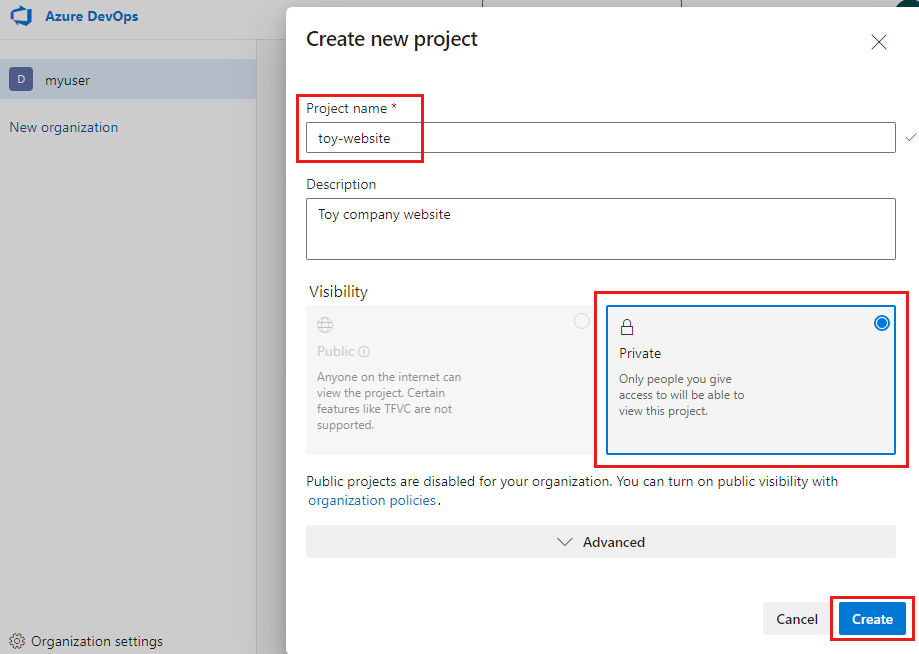 Azure DevOps
D
myuser
New organization
Organization settings
Create new project
Project name *
toy-website
Description
Toy company website
Visibility
Public
Anyone on the internet can
view the project. Certain
features like TFVC are not
supported.
Private
Only people you give
access to will be able to
view this project.
Public projects are disabled for your organization. You can turn on public visibility with
organization policies.
Advanced
Cancel
Create